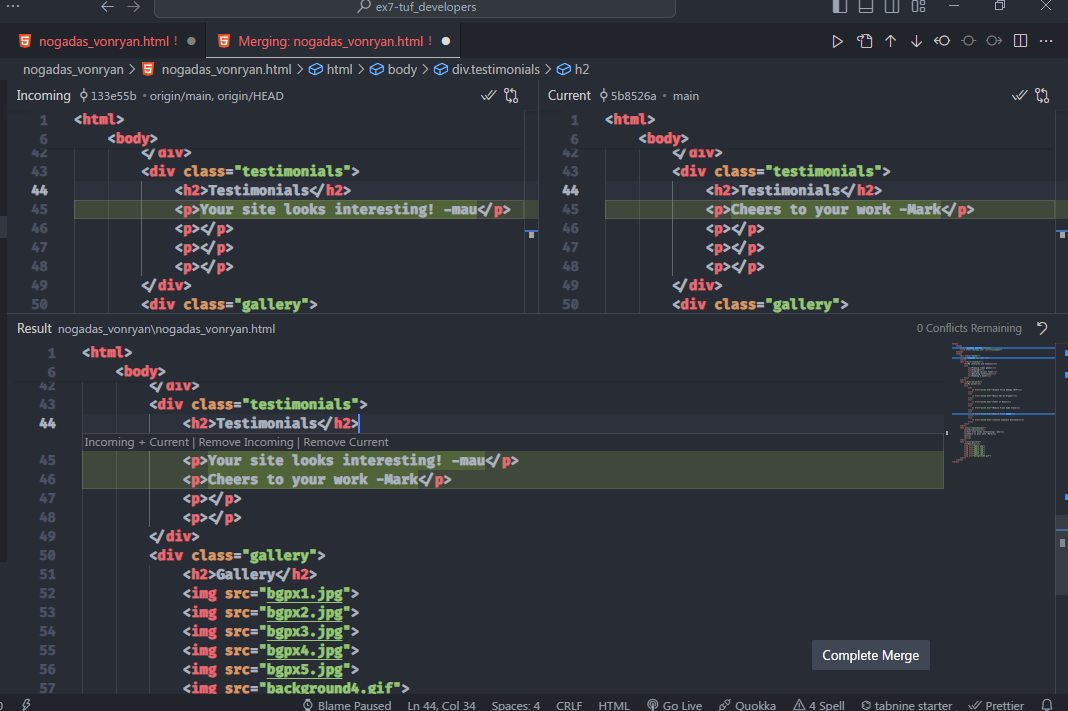 ex7-tuf_developers
nogadas_vonryan.html !
Merging: nogadas_vonryan.html !
nogadas_vonryan > nogadas_vonryan.html > html > body > div.testimonials > h2
Incoming 133e55b • origin/main, origin/HEAD
1 <html>
6 <body>
42 </div>
43 <div class="testimonials">
44 <h2>Testimonials</h2>
45 <p>Your site looks interesting! -mau</p>
46 <p></p>
47 <p></p>
48 <p></p>
49 </div>
50 <div class="gallery">
Current 5b8526a • main
1 <html>
6 <body>
42 </div>
43 <div class="testimonials">
44 <h2>Testimonials</h2>
45 <p>Cheers to your work -Mark</p>
46 <p></p>
47 <p></p>
48 <p></p>
49 </div>
50 <div class="gallery">
Result nogadas_vonryan\nogadas_vonryan.html
0 Conflicts Remaining
1 <html>
6 <body>
42 </div>
43 <div class="testimonials">
44 <h2>Testimonials</h2>
Incoming + Current | Remove Incoming | Remove Current
45 <p>Your site looks interesting! -mau</p>
46 <p>Cheers to your work -Mark</p>
47 <p></p>
48 <p></p>
49 </div>
50 <div class="gallery">
51 <h2>Gallery</h2>
52 <img src="bgpx1.jpg">
53 <img src="bgpx2.jpg">
54 <img src="bgpx3.jpg">
55 <img src="bgpx4.jpg">
56 <img src="bgpx5.jpg">
57 <img src="background4.gif">
Complete Merge
Blame Paused Ln 44, Col 34 Spaces: 4 CRLF HTML Go Live Quokka 4 Spell tabnine starter Prettier